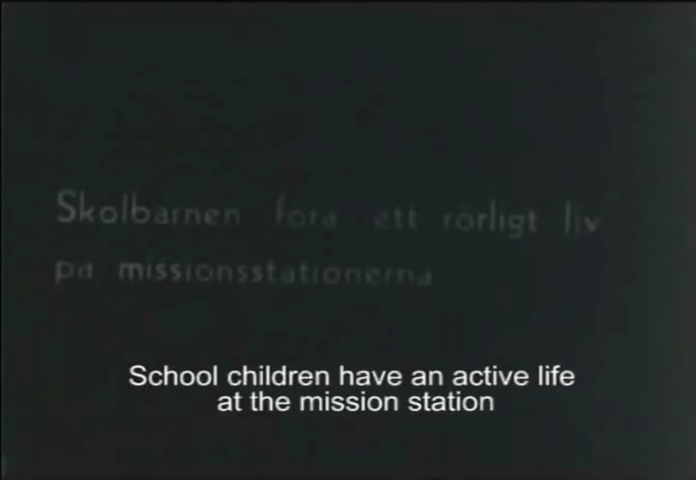 Skolbarnen föra ett rörligt liv
på missionsstationerna
School children have an active life
at the mission station